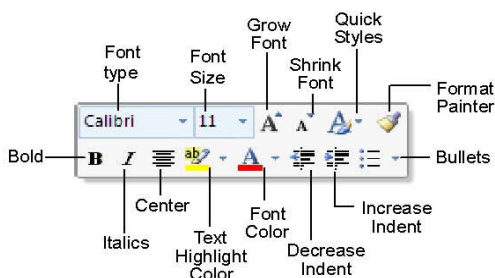 Grow
Font
Quick
Styles
Font
type
Font
Size
Shrink
Font
Format
Painter
Calibri
11
A
A
A
Bold
B
I
ab
A
Bullets
Center
Italics
Text
Highlight
Color
Font
Color
Decrease
Indent
Increase
Indent